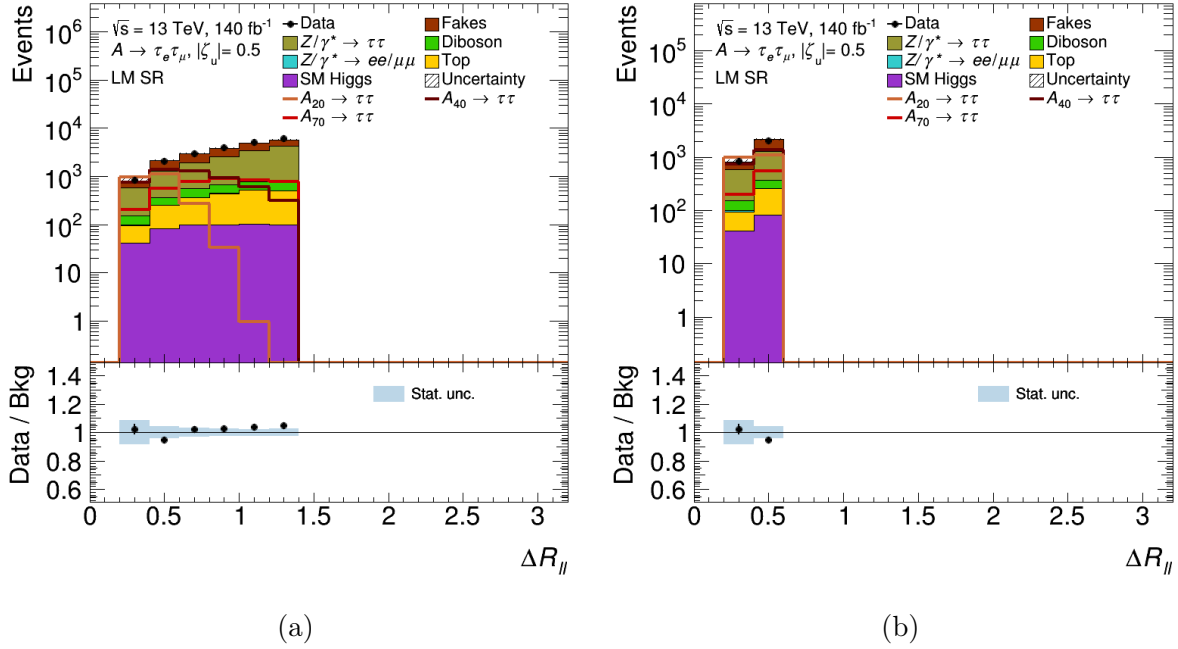 Events
10⁶
10⁵
10⁴
10³
10²
10
1
√s = 13 TeV, 140 fb⁻¹
A → τₑτ_μ, |ζᵤ|= 0.5
LM SR
Data
Fakes
Z/γ* → ττ
Diboson
Z/γ* → ee/μμ
Top
SM Higgs
Uncertainty
A₂₀ → ττ
A₄₀ → ττ
A₇₀ → ττ
Data / Bkg
1.4
1.2
1
0.8
0.6
Stat. unc.
0 0.5 1 1.5 2 2.5 3
ΔR_ll
(a)
Events
10⁶
10⁵
10⁴
10³
10²
10
1
√s = 13 TeV, 140 fb⁻¹
A → τₑτ_μ, |ζᵤ|= 0.5
LM SR
Data
Fakes
Z/γ* → ττ
Diboson
Z/γ* → ee/μμ
Top
SM Higgs
Uncertainty
A₂₀ → ττ
A₄₀ → ττ
A₇₀ → ττ
Data / Bkg
1.4
1.2
1
0.8
0.6
Stat. unc.
0 0.5 1 1.5 2 2.5 3
ΔR_ll
(b)